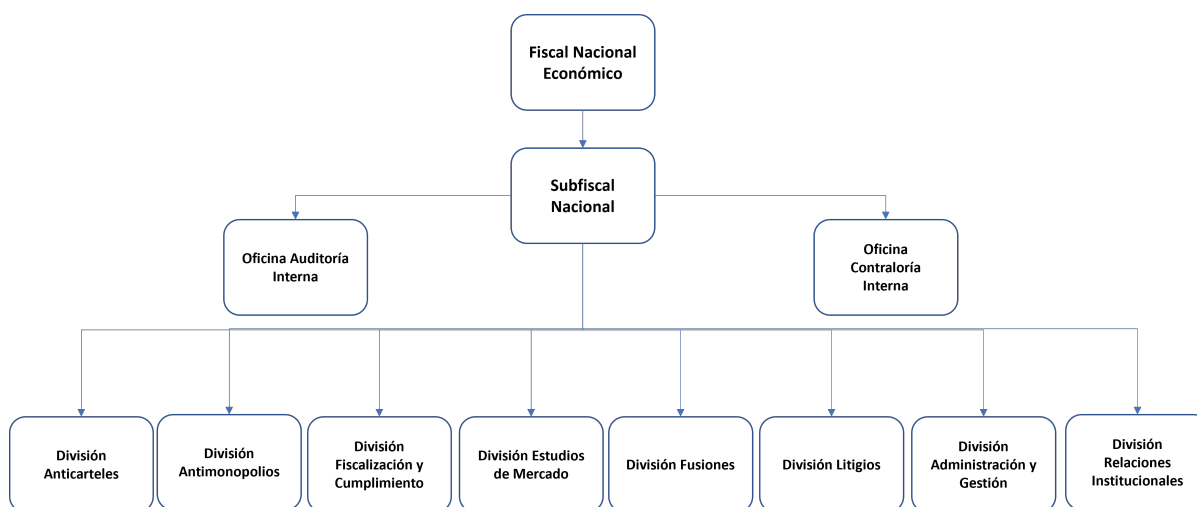 Fiscal Nacional
Económico
Subfiscal
Nacional
Oficina Auditoría
Interna
Oficina
Contraloría
Interna
División
Anticarteles
División
Antimonopolios
División
Fiscalización y
Cumplimiento
División Estudios
de Mercado
División Fusiones
División Litigios
División
Administración y
Gestión
División
Relaciones
Institucionales